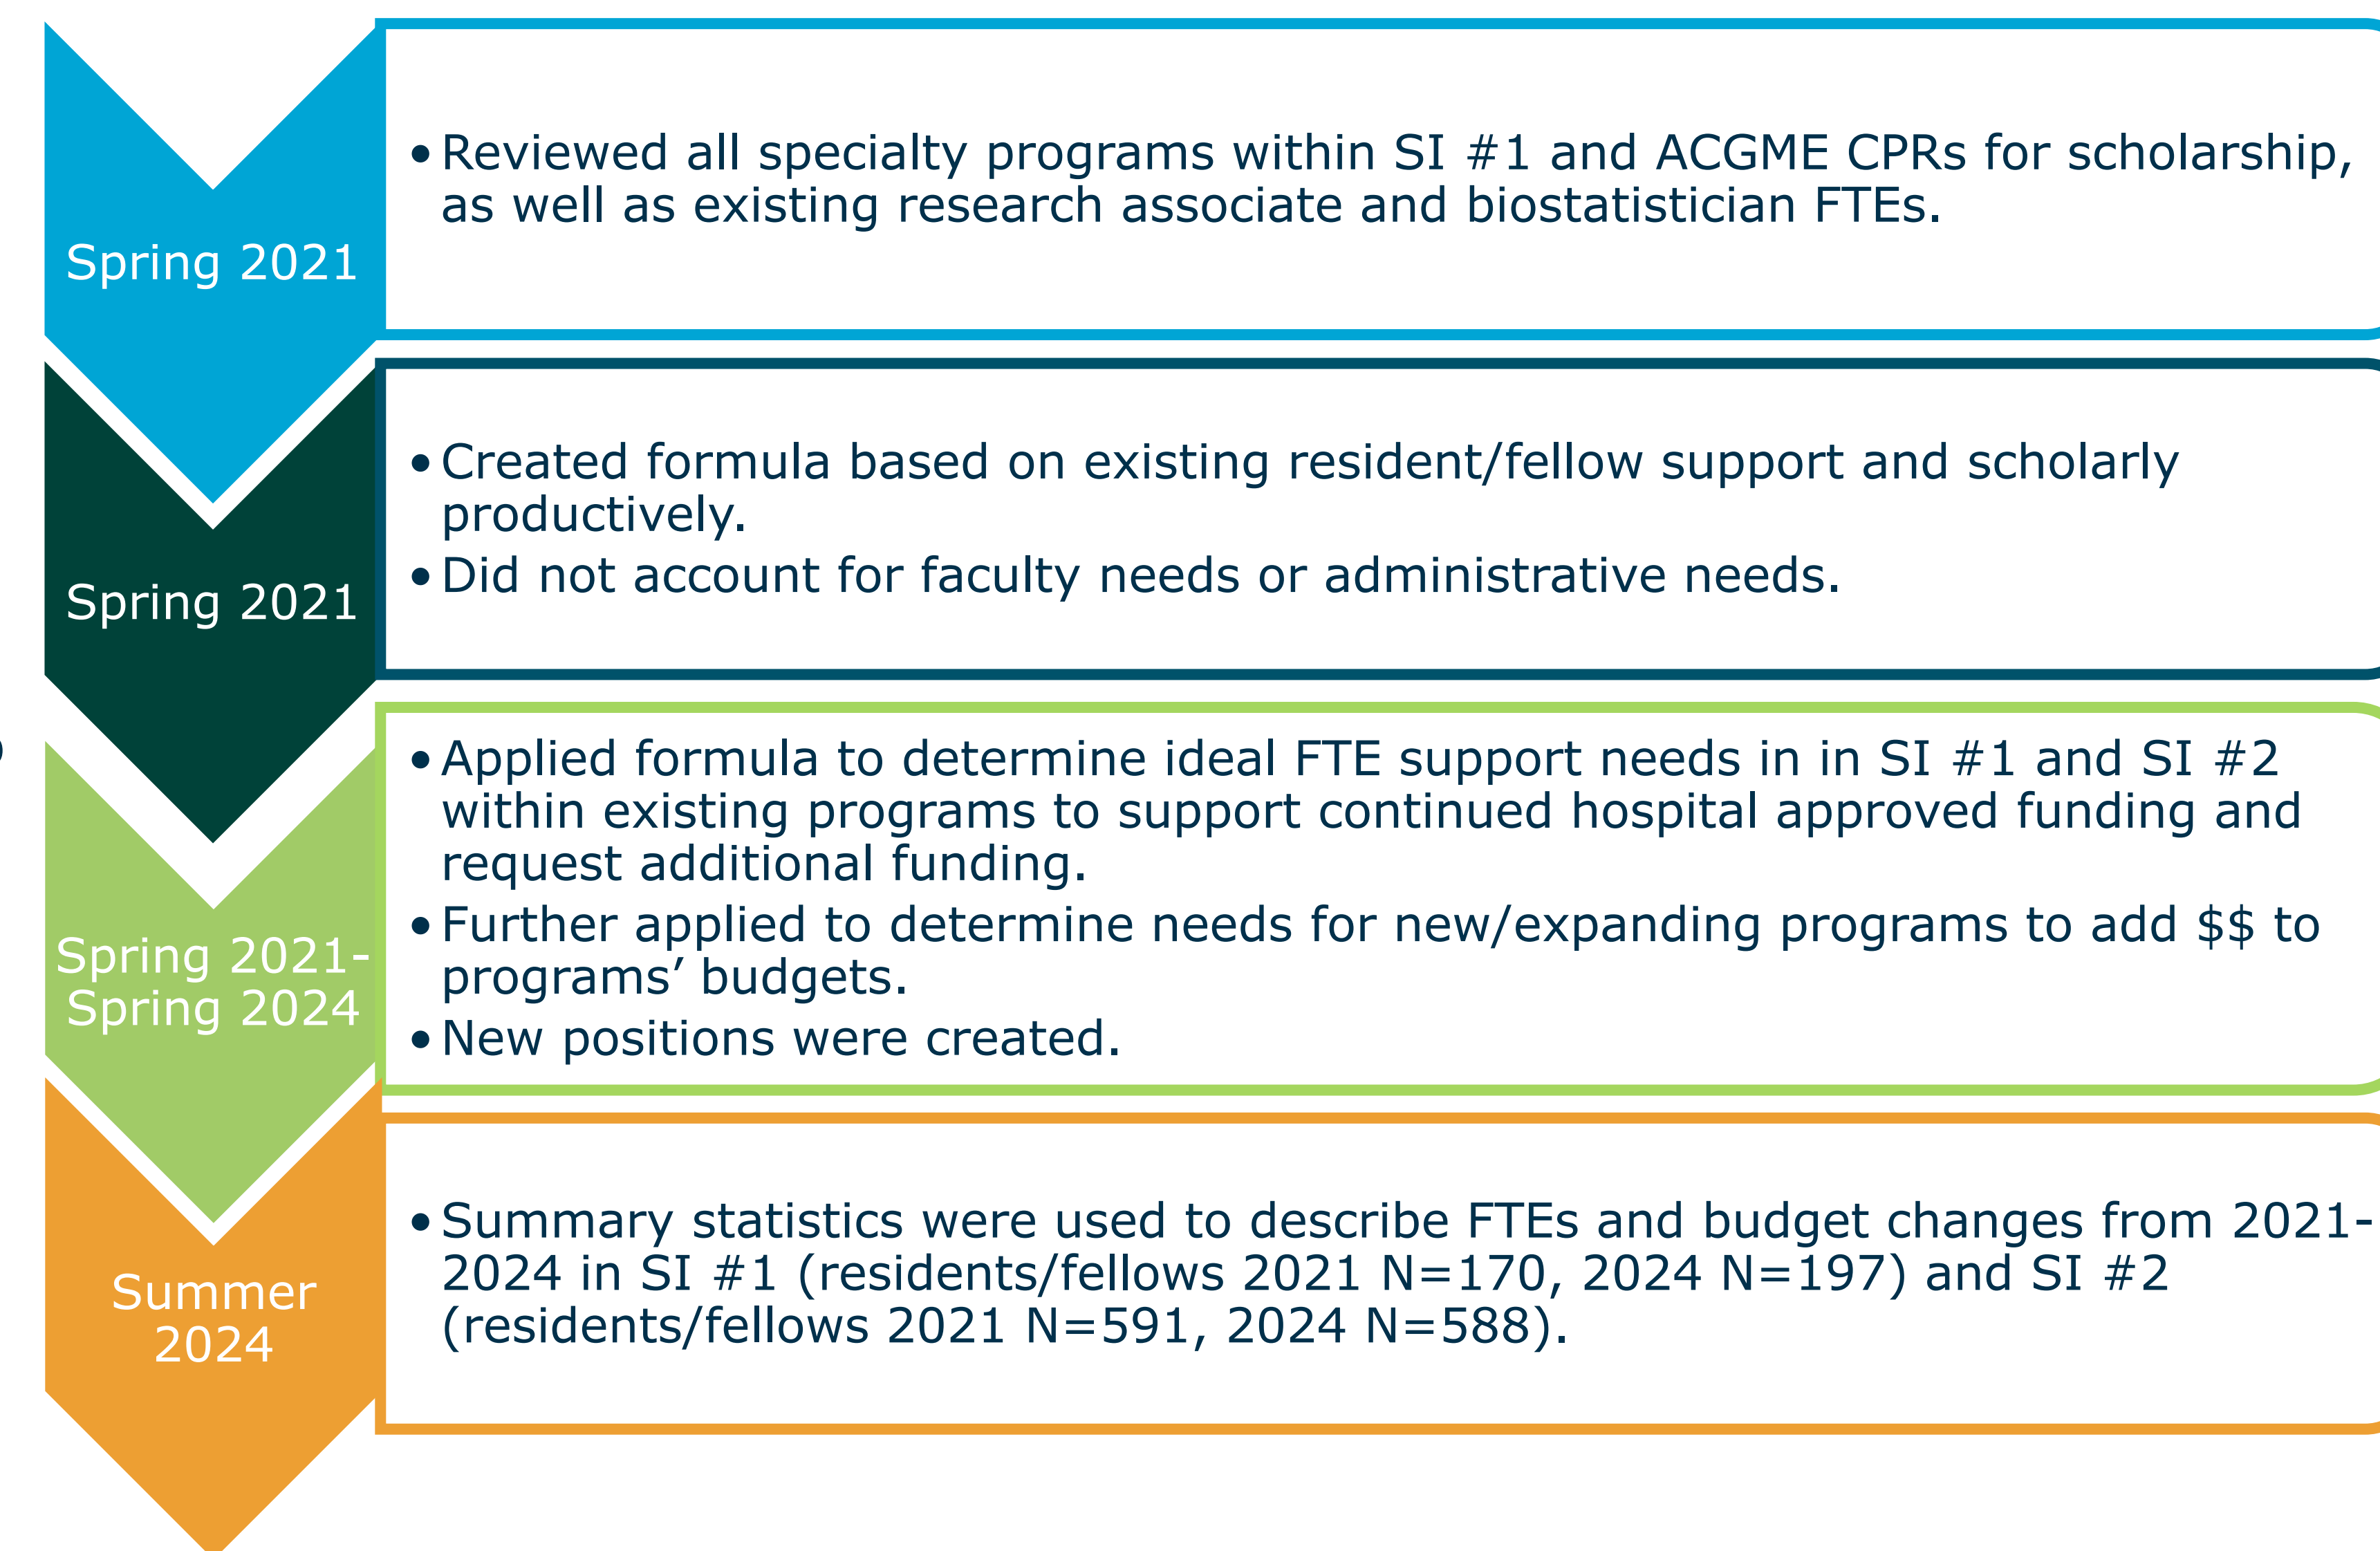 Spring 2021
• Reviewed all specialty programs within SI #1 and ACGME CPRs for scholarship,
as well as existing research associate and biostatistician FTEs.
Spring 2021
• Created formula based on existing resident/fellow support and scholarly
productively.
• Did not account for faculty needs or administrative needs.
Spring 2021-
Spring 2024
• Applied formula to determine ideal FTE support needs in in SI #1 and SI #2
within existing programs to support continued hospital approved funding and
request additional funding.
• Further applied to determine needs for new/expanding programs to add $$ to
programs’ budgets.
• New positions were created.
Summer
2024
• Summary statistics were used to describe FTEs and budget changes from 2021-
2024 in SI #1 (residents/fellows 2021 N=170, 2024 N=197) and SI #2
(residents/fellows 2021 N=591, 2024 N=588).